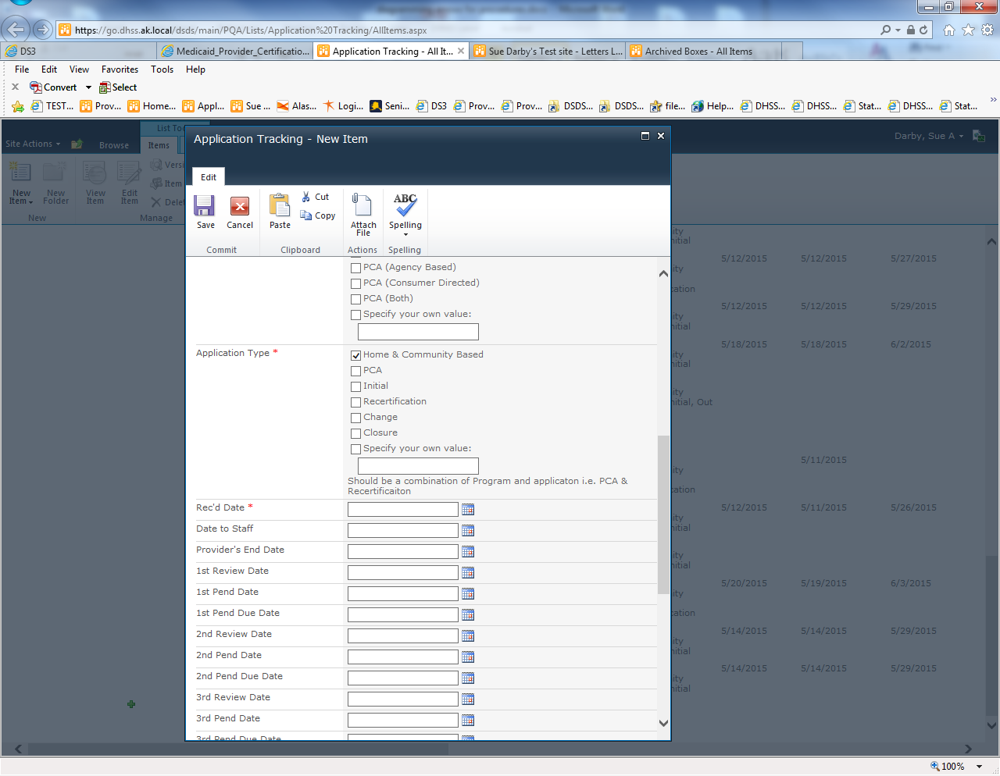 https://go.dhss.ak.local/dsds/main/PQA/Lists/Application%20Tracking/AllItems.aspx
DS3
Medicaid_Provider_Certificatio...
Application Tracking - All It...
Sue Darby's Test site - Letters L...
Archived Boxes - All Items
File Edit View Favorites Tools Help
Convert Select
TEST... Prov... Home... Appl... Sue ... Alas... Logi... Seni... DS3 Prov... Prov... DSDS... DSDS... file... Help... DHSS... DHSS... Stat... DHSS... Stat...
List Too
Site Actions Browse Items
Darby, Sue A
New Item New Folder View Item Edit Item
Versi
Item
Delet
New Manage
Application Tracking - New Item
Edit
Save Cancel Paste Cut Copy Attach File ABC Spelling
Commit Clipboard Actions Spelling
PCA (Agency Based)
PCA (Consumer Directed)
PCA (Both)
Specify your own value:
Application Type *
Home & Community Based
PCA
Initial
Recertification
Change
Closure
Specify your own value:
Should be a combination of Program and applicaton i.e. PCA &
Recertificaiton
Rec'd Date *
Date to Staff
Provider's End Date
1st Review Date
1st Pend Date
1st Pend Due Date
2nd Review Date
2nd Pend Date
2nd Pend Due Date
3rd Review Date
3rd Pend Date
3rd Pend Due Date
ity
nitial
5/12/2015 5/12/2015 5/27/2015
ity
cation
5/12/2015 5/12/2015 5/29/2015
ity
nitial
5/18/2015 5/18/2015 6/2/2015
ity
nitial
ity
nitial, Out
5/11/2015
ity
cation
5/12/2015 5/11/2015 5/26/2015
ity
nitial
ity
nitial
5/20/2015 5/19/2015 6/3/2015
ity
cation
5/14/2015 5/14/2015 5/29/2015
ity
nitial
5/14/2015 5/14/2015 5/29/2015
ity
nitial
100%